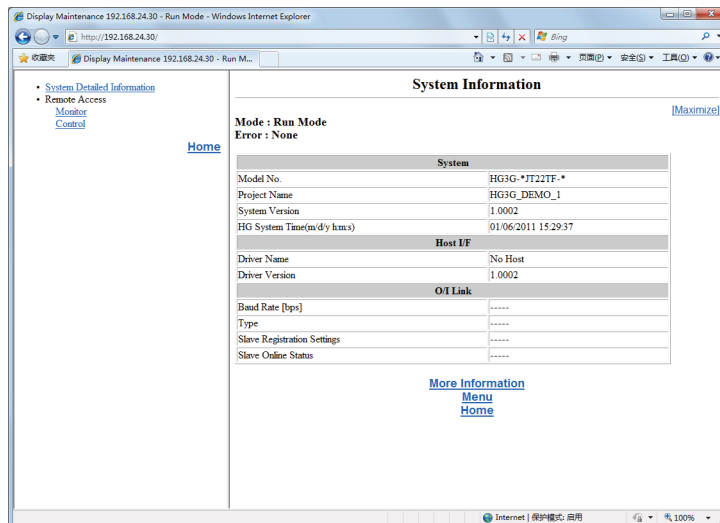 Display Maintenance 192.168.24.30 - Run Mode - Windows Internet Explorer
http://192.168.24.30/
Bing
收藏夹
Display Maintenance 192.168.24.30 - Run M...
页面(P)
安全(S)
工具(O)
• System Detailed Information
• Remote Access
Monitor
Control
Home
System Information
[Maximize]
Mode : Run Mode
Error : None
System
Model No. HG3G-*JT22TF-*
Project Name HG3G_DEMO_1
System Version 1.0002
HG System Time(m/d/y h:m:s) 01/06/2011 15:29:37
Host I/F
Driver Name No Host
Driver Version 1.0002
O/I Link
Baud Rate [bps] -----
Type -----
Slave Registration Settings -----
Slave Online Status -----
More Information
Menu
Home
Internet | 保护模式: 启用
100%